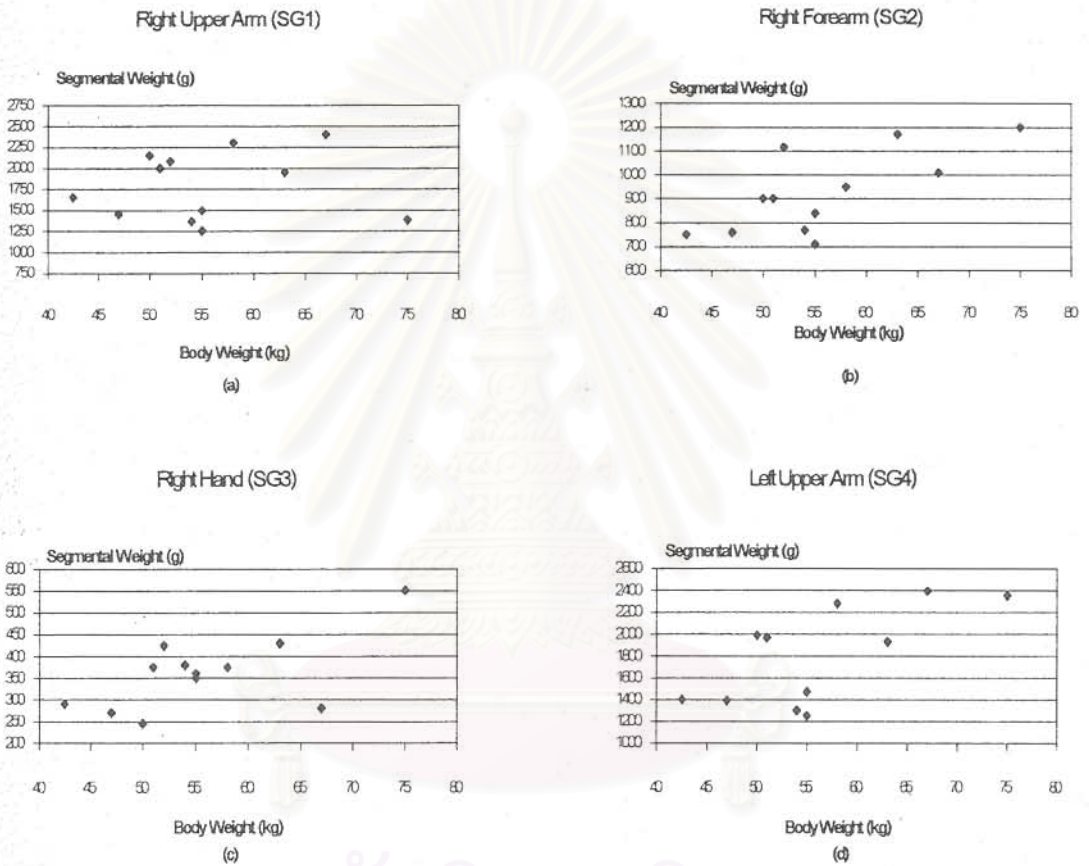 Right Upper Arm (SG1)
Segmental Weight (g)
2750
2500
2250
2000
1750
1500
1250
1000
750
40 45 50 55 60 65 70 75 80
Body Weight (kg)
(a)
Right Forearm (SG2)
Segmental Weight (g)
1300
1200
1100
1000
900
800
700
600
40 45 50 55 60 65 70 75 80
Body Weight (kg)
(b)
Right Hand (SG3)
Segmental Weight (g)
600
550
500
450
400
350
300
250
200
40 45 50 55 60 65 70 75 80
Body Weight (kg)
(c)
Left Upper Arm (SG4)
Segmental Weight (g)
2600
2400
2200
2000
1800
1600
1400
1200
1000
40 45 50 55 60 65 70 75 80
Body Weight (kg)
(d)